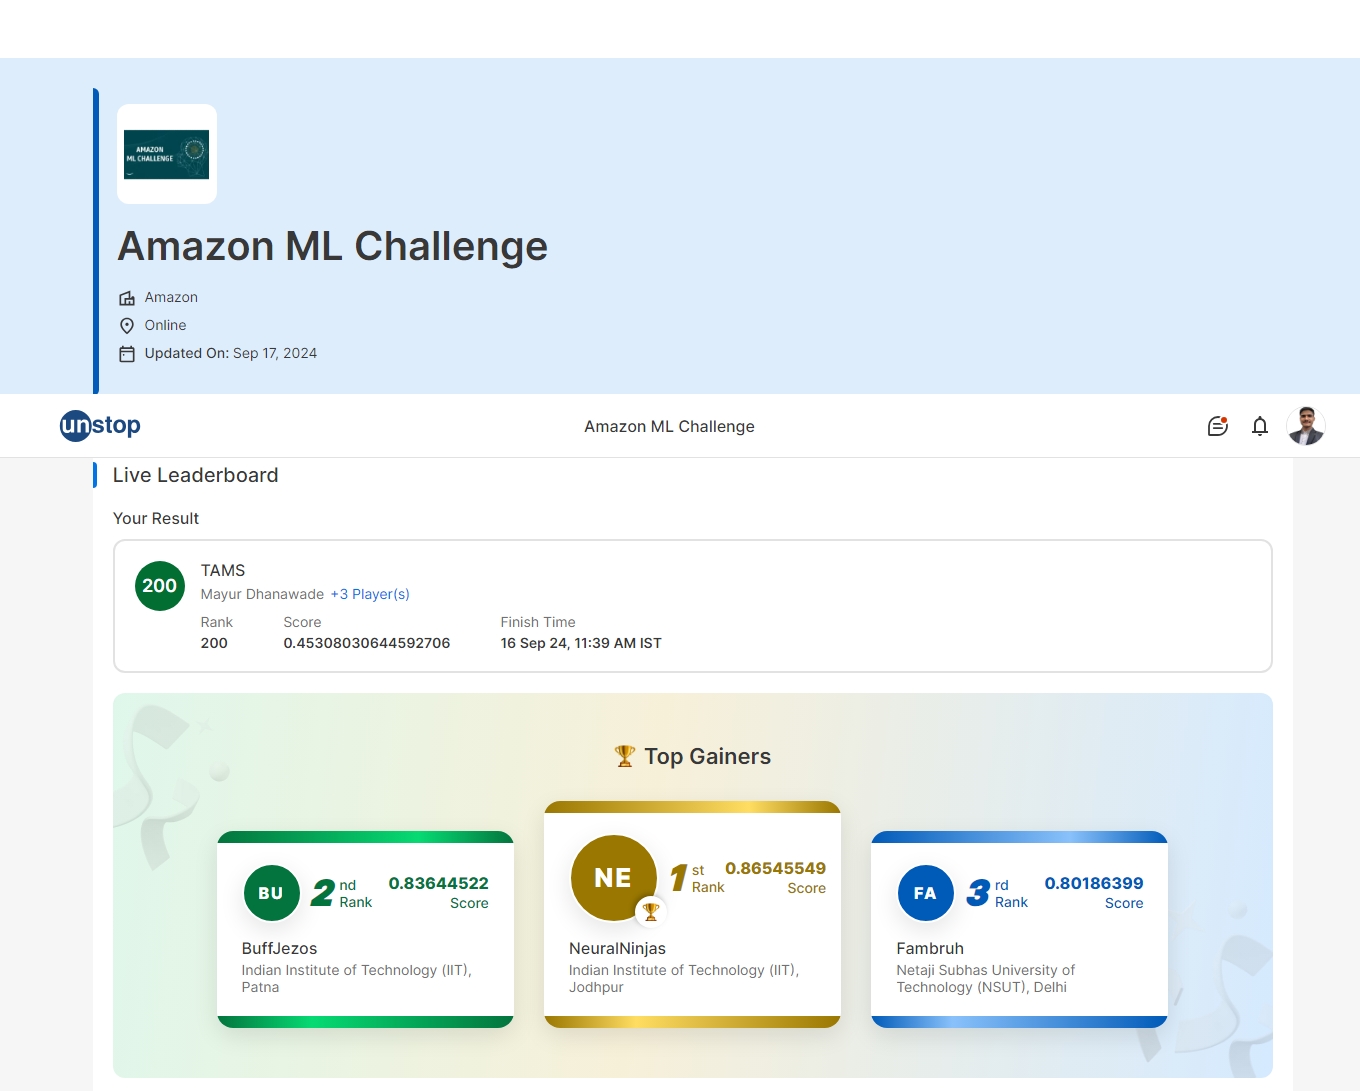 AMAZON
ML CHALLENGE
Amazon ML Challenge
Amazon
Online
Updated On: Sep 17, 2024
unstop
Amazon ML Challenge
Live Leaderboard
Your Result
200
TAMS
Mayur Dhanawade +3 Player(s)
Rank
Score
Finish Time
200
0.45308030644592706
16 Sep 24, 11:39 AM IST
Top Gainers
BU
2 nd Rank
0.83644522
Score
BuffJezos
Indian Institute of Technology (IIT),
Patna
NE
1 st Rank
0.86545549
Score
NeuralNinjas
Indian Institute of Technology (IIT),
Jodhpur
FA
3 rd Rank
0.80186399
Score
Fambruh
Netaji Subhas University of
Technology (NSUT), Delhi